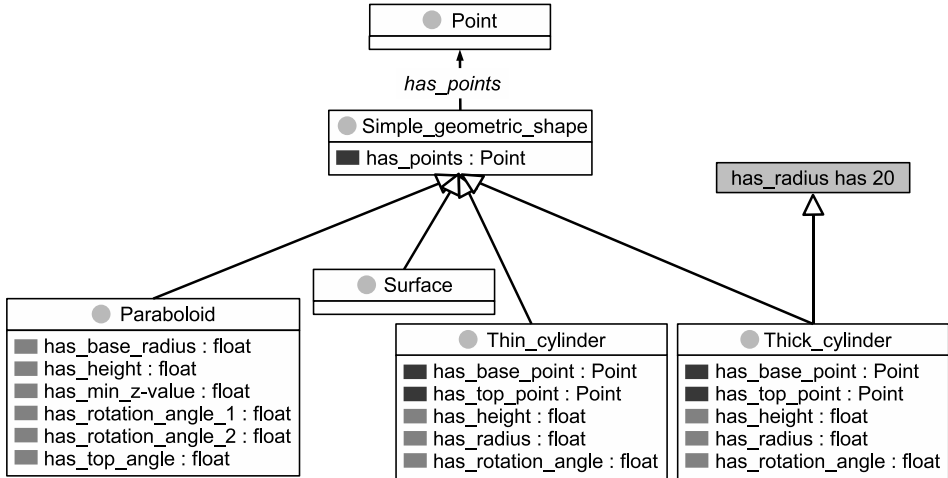 Point
has_points
Simple_geometric_shape
has_points : Point
has_radius has 20
Surface
Paraboloid
has_base_radius : float
has_height : float
has_min_z-value : float
has_rotation_angle_1 : float
has_rotation_angle_2 : float
has_top_angle : float
Thin_cylinder
has_base_point : Point
has_top_point : Point
has_height : float
has_radius : float
has_rotation_angle : float
Thick_cylinder
has_base_point : Point
has_top_point : Point
has_height : float
has_radius : float
has_rotation_angle : float